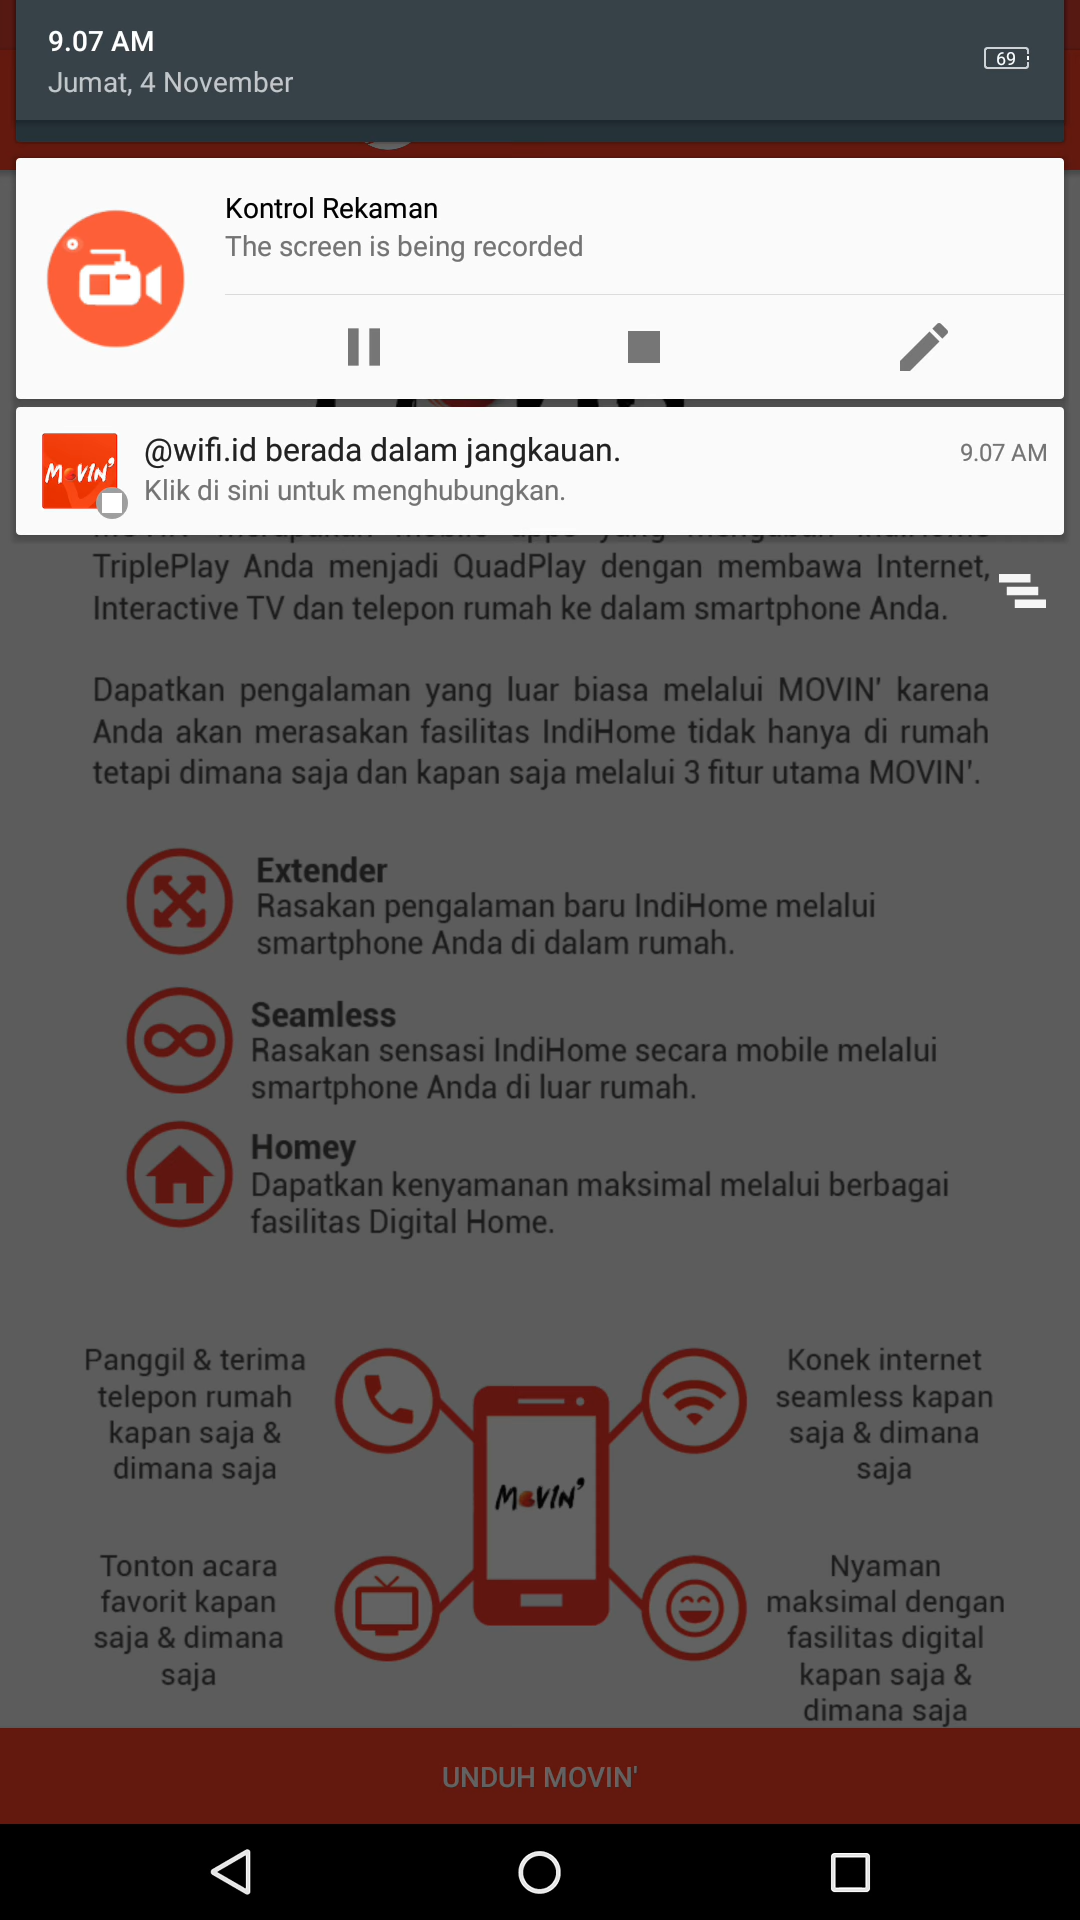 9.07 AM
Jumat, 4 November
69
Kontrol Rekaman
The screen is being recorded
MOVIN'
@wifi.id berada dalam jangkauan.
9.07 AM
Klik di sini untuk menghubungkan.
TriplePlay Anda menjadi QuadPlay dengan membawa Internet,
Interactive TV dan telepon rumah ke dalam smartphone Anda.
Dapatkan pengalaman yang luar biasa melalui MOVIN' karena
Anda akan merasakan fasilitas IndiHome tidak hanya di rumah
tetapi dimana saja dan kapan saja melalui 3 fitur utama MOVIN'.
Extender
Rasakan pengalaman baru IndiHome melalui
smartphone Anda di dalam rumah.
Seamless
Rasakan sensasi IndiHome secara mobile melalui
smartphone Anda di luar rumah.
Homey
Dapatkan kenyamanan maksimal melalui berbagai
fasilitas Digital Home.
Panggil & terima
telepon rumah
kapan saja &
dimana saja
Konek internet
seamless kapan
saja & dimana
saja
MOVIN'
Tonton acara
favorit kapan
saja & dimana
saja
Nyaman
maksimal dengan
fasilitas digital
kapan saja &
dimana saja
UNDUH MOVIN'